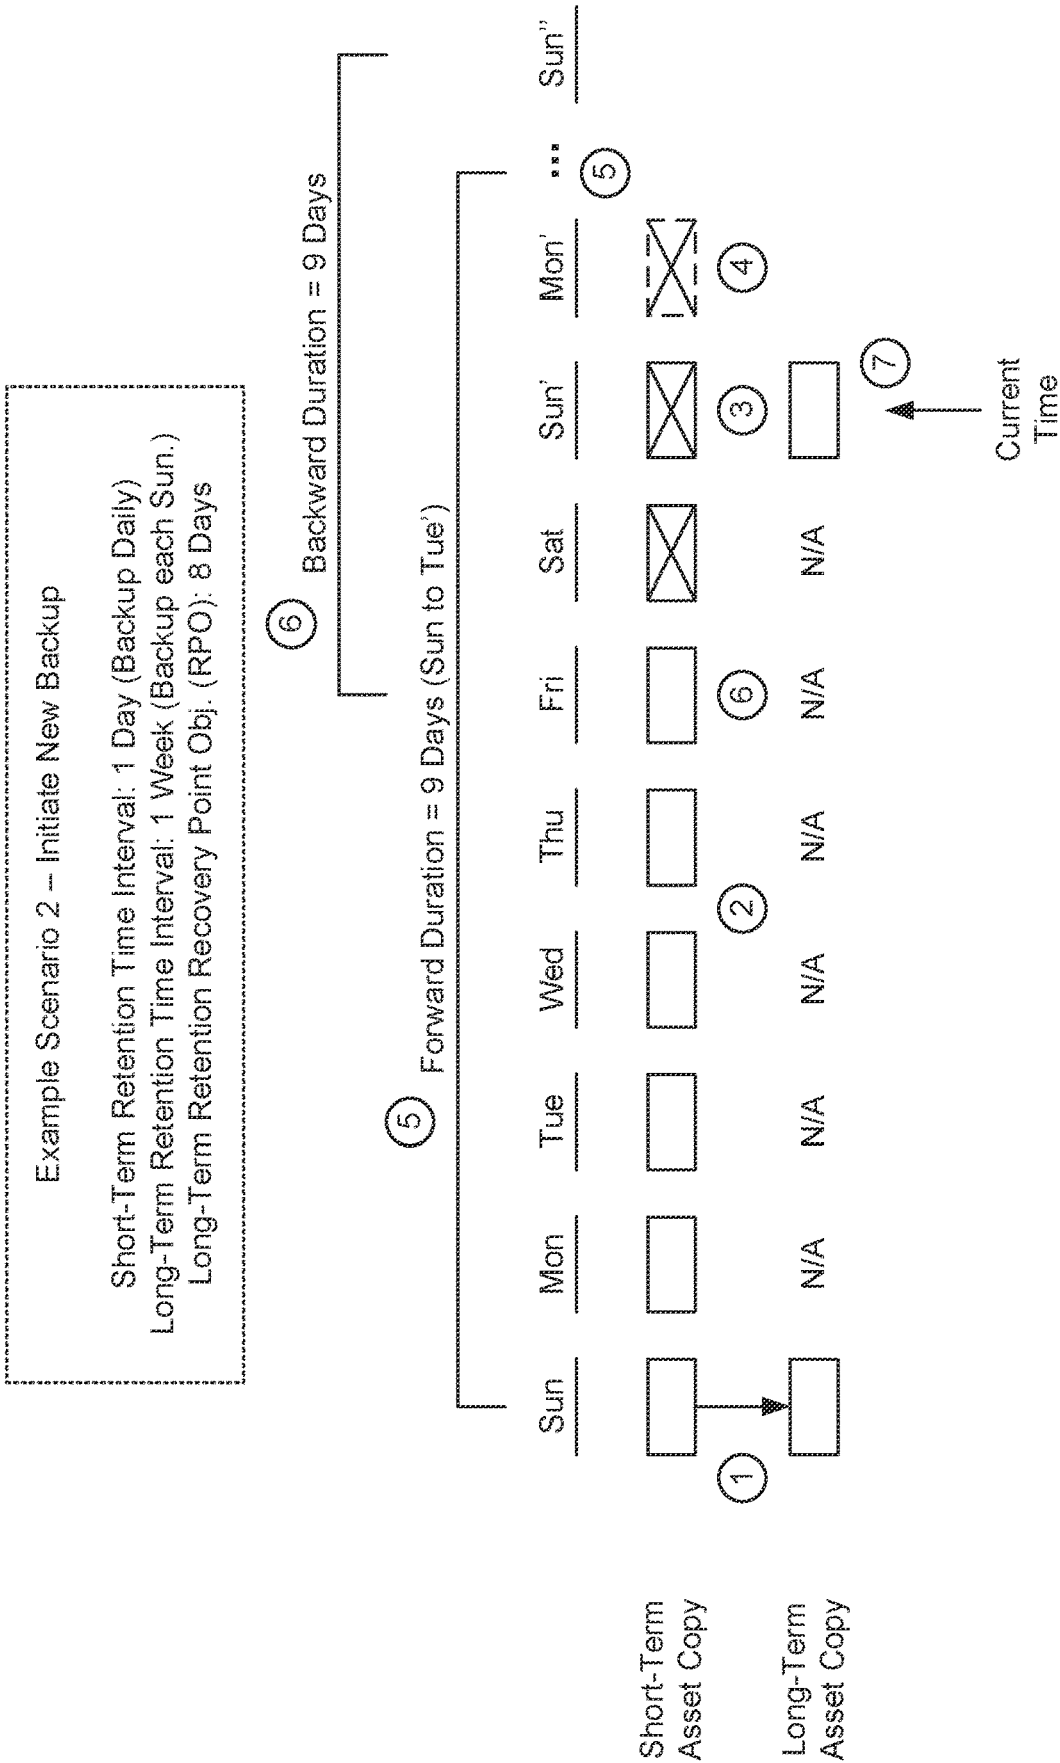 Example Scenario 2 – Initiate New Backup
Short-Term Retention Time Interval: 1 Day (Backup Daily)
Long-Term Retention Time Interval: 1 Week (Backup each Sun.)
Long-Term Retention Recovery Point Obj. (RPO): 8 Days
6
Backward Duration = 9 Days
5
Forward Duration = 9 Days (Sun to Tue')
Sun
Mon
Tue
Wed
Thu
Fri
Sat
Sun'
Mon'
...
Sun''
5
Short-Term
Asset Copy
1
2
6
3
4
Long-Term
Asset Copy
N/A
N/A
N/A
N/A
N/A
N/A
7
Current
Time